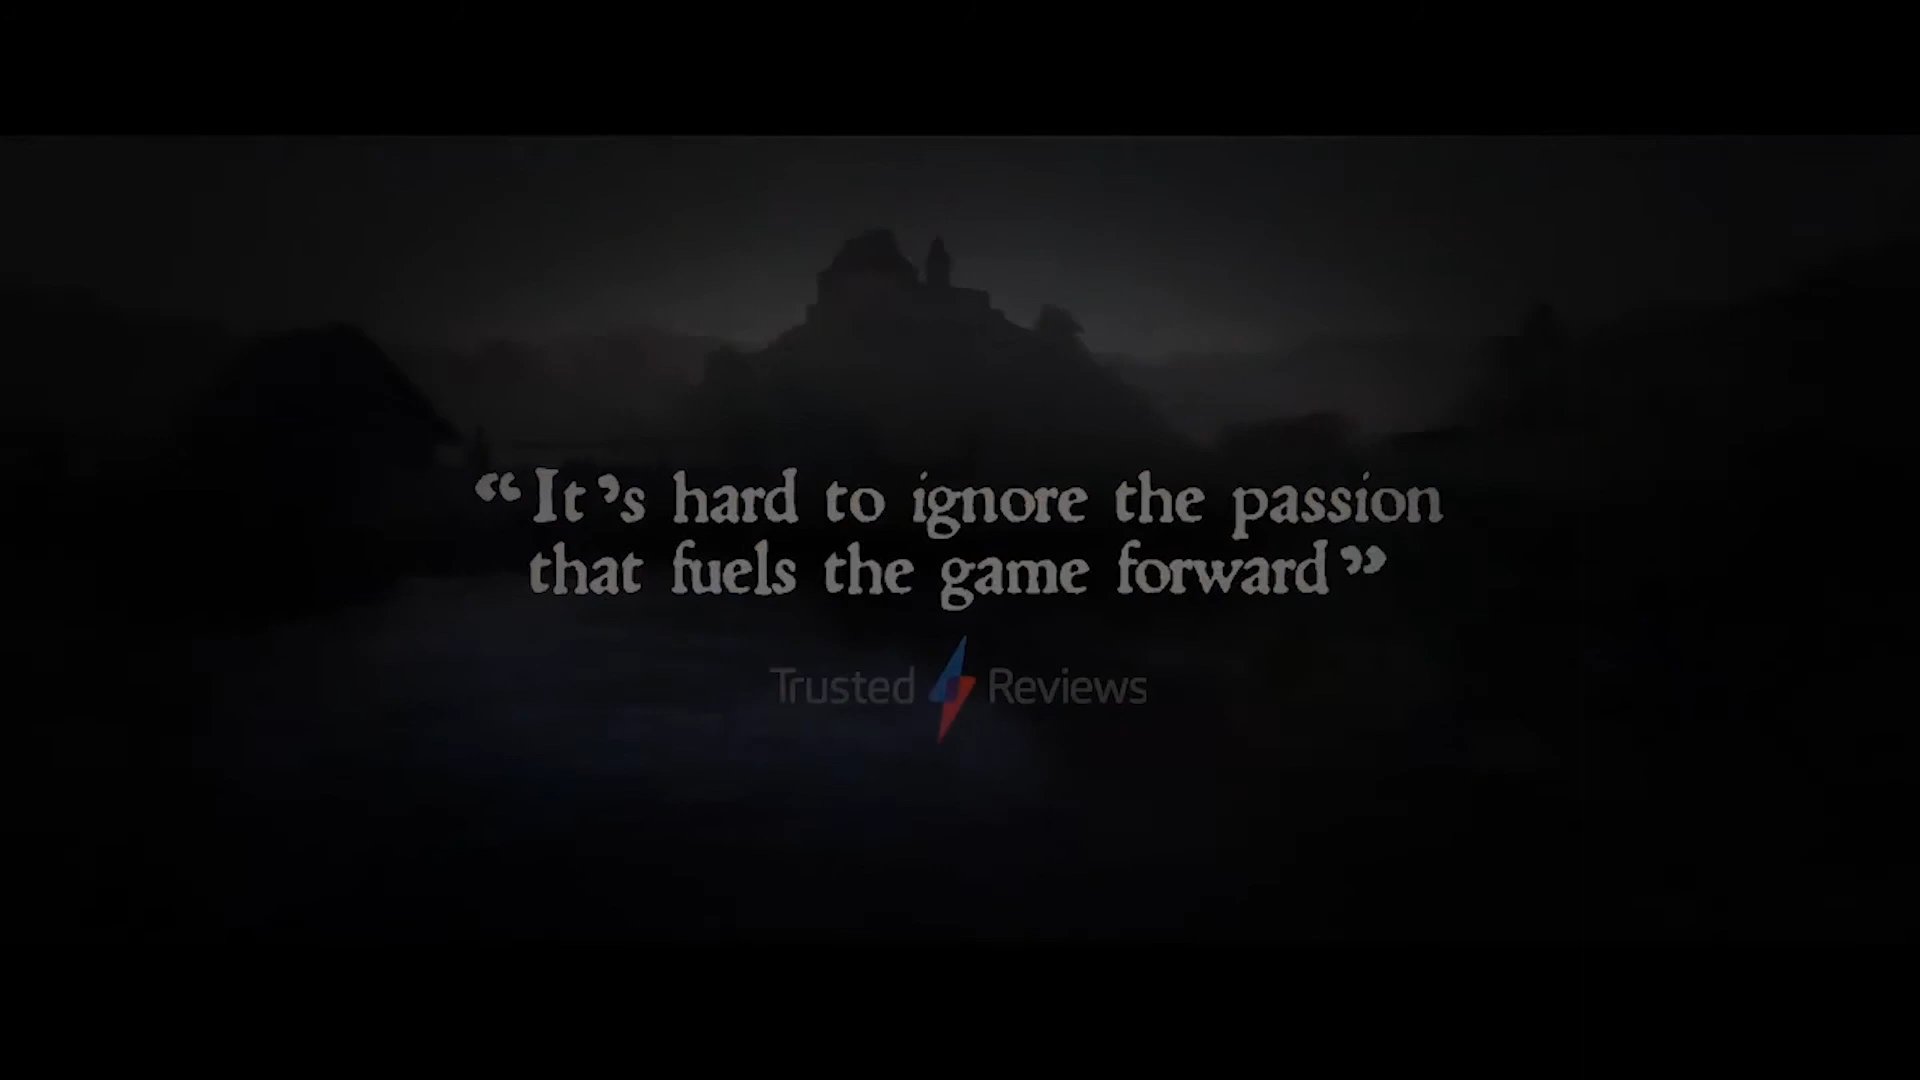 “It’s hard to ignore the passion
that fuels the game forward”
Trusted Reviews